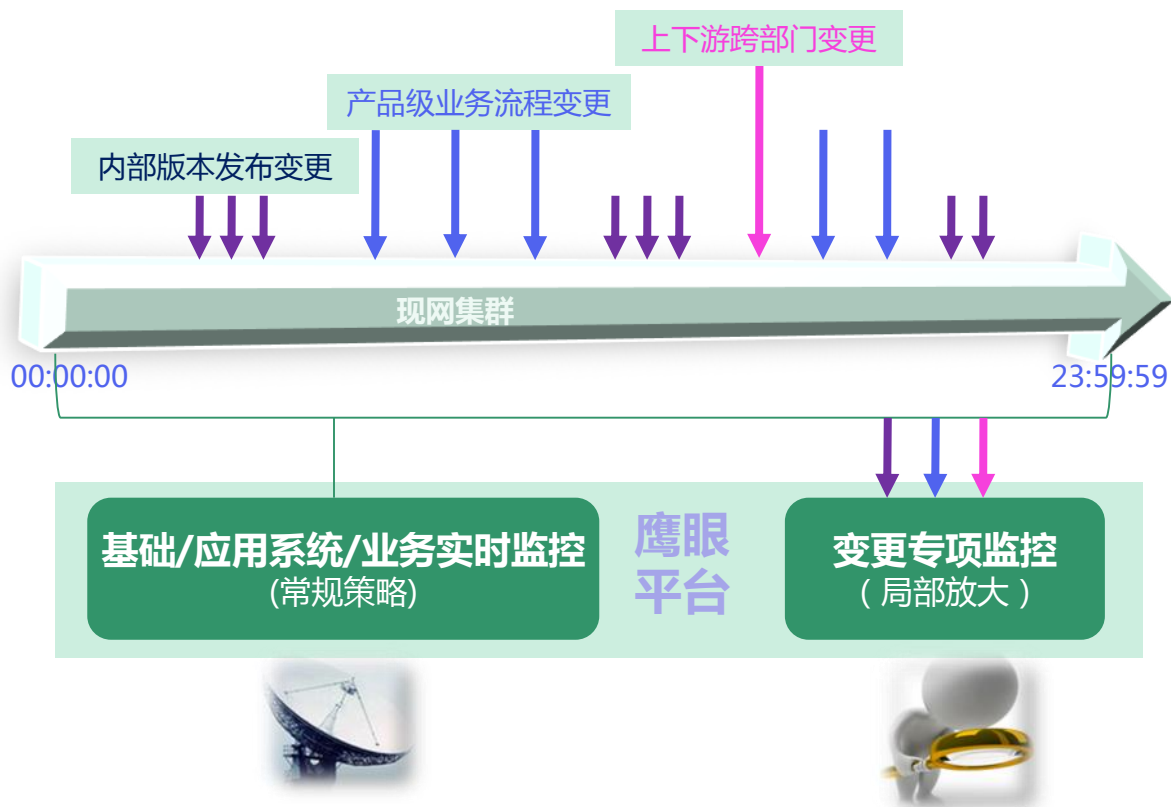 上下游跨部门变更
产品级业务流程变更
内部版本发布变更
现网集群
00:00:00
23:59:59
基础/应用系统/业务实时监控
(常规策略)
鹰眼
平台
变更专项监控
（局部放大）